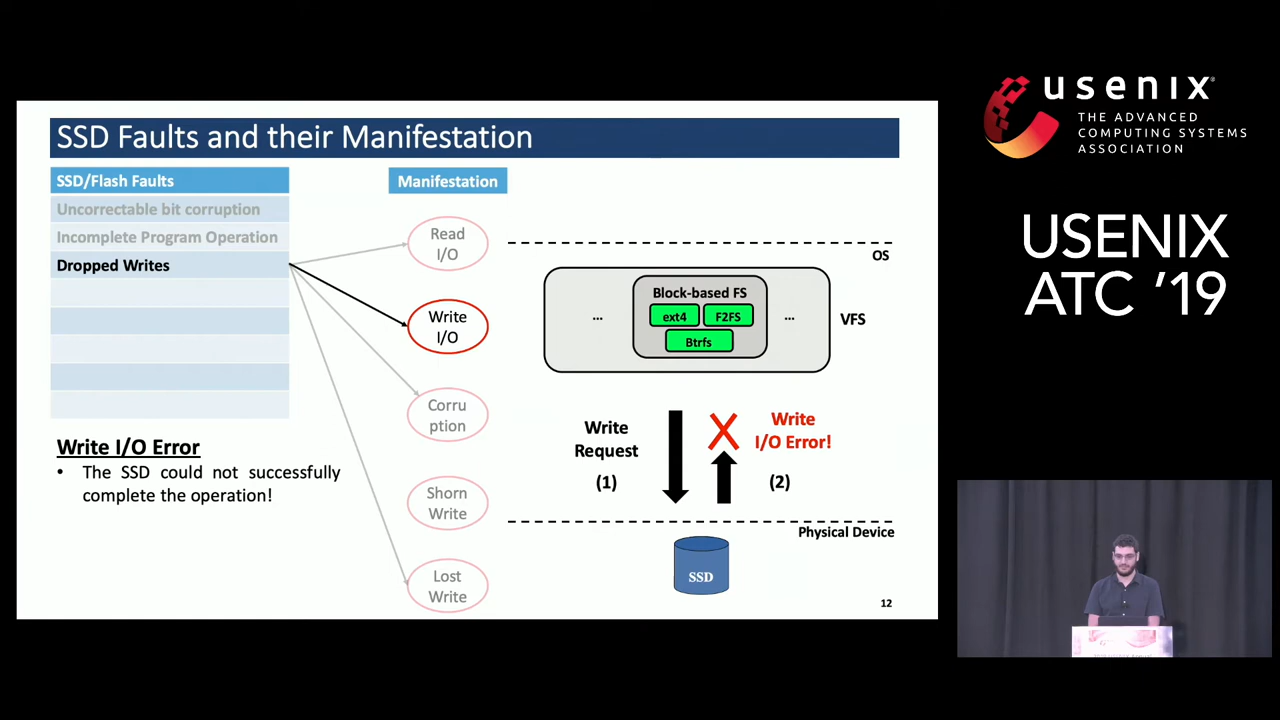 SSD Faults and their Manifestation
SSD/Flash Faults
Uncorrectable bit corruption
Incomplete Program Operation
Dropped Writes
Write I/O Error
• The SSD could not successfully
complete the operation!
Manifestation
Read
I/O
Write
I/O
Corru
ption
Shorn
Write
Lost
Write
OS
Block-based FS
ext4
F2FS
Btrfs
...
...
VFS
Write
Request
(1)
Write
I/O Error!
(2)
Physical Device
SSD
12
usenix®
THE ADVANCED
COMPUTING SYSTEMS
ASSOCIATION
USENIX
ATC ’19